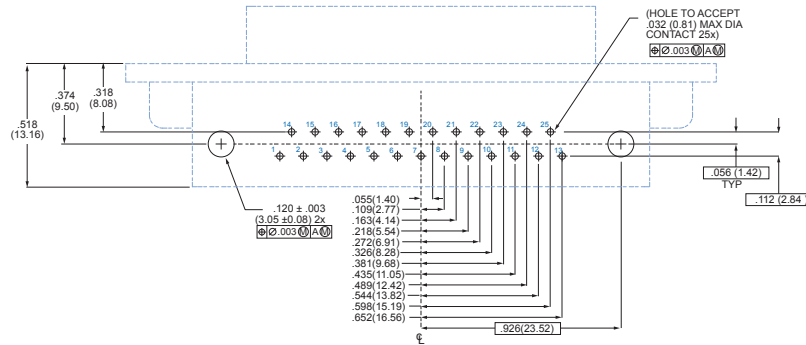 (HOLE TO ACCEPT
.032 (0.81) MAX DIA
CONTACT 25x)
⌖ Ø.003 Ⓜ AⓂ
.518
(13.16)
.374
(9.50)
.318
(8.08)
14 15 16 17 18 19 20 21 22 23 24 25
1 2 3 4 5 6 7 8 9 10 11 12 13
.056 (1.42)
TYP
.112 (2.84
.120 ± .003
(3.05 ±0.08) 2x
⌖ Ø.003 Ⓜ AⓂ
.055(1.40)
.109(2.77)
.163(4.14)
.218(5.54)
.272(6.91)
.326(8.28)
.381(9.68)
.435(11.05)
.489(12.42)
.544(13.82)
.598(15.19)
.652(16.56)
.926(23.52)
℄